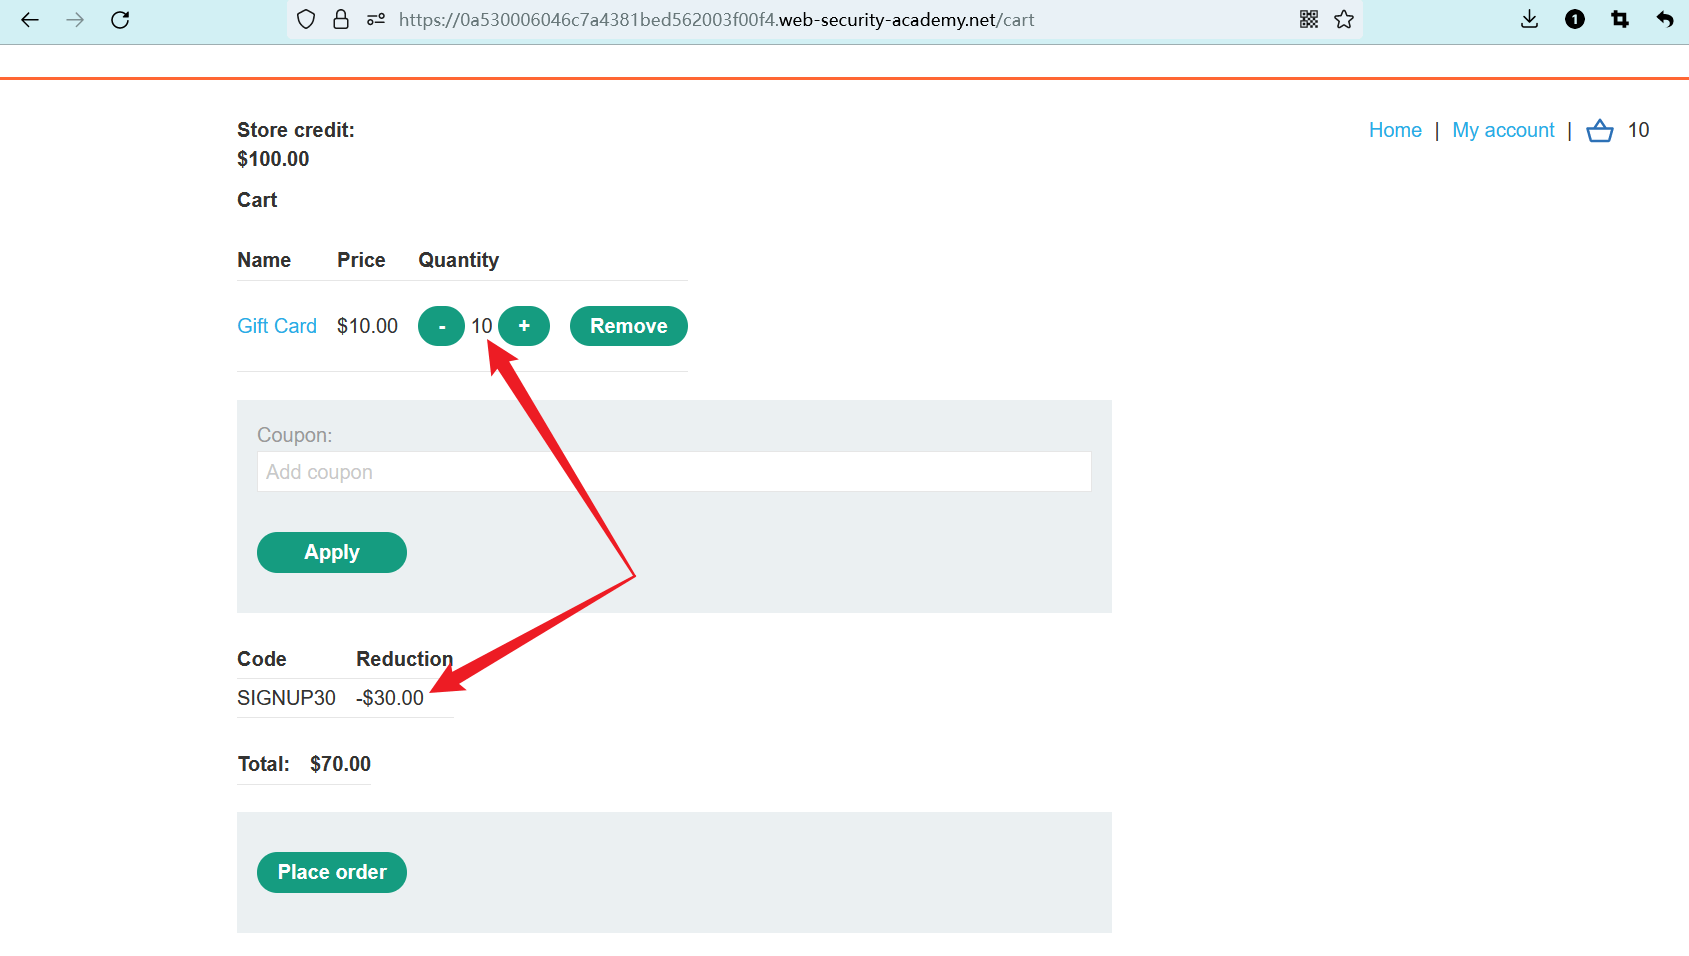 https://0a530006046c7a4381bed562003f00f4.web-security-academy.net/cart
1
Store credit:
$100.00
Home | My account | 10
Cart
Name Price Quantity
Gift Card $10.00 - 10 + Remove
Coupon:
Add coupon
Apply
Code Reduction
SIGNUP30 -$30.00
Total: $70.00
Place order